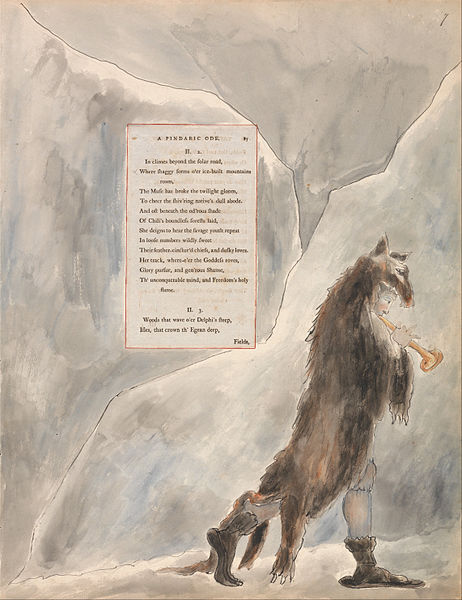 7
A PINDARIC ODE. 87
II. 2.
In climes beyond the solar road,
Where shaggy forms o'er ice-built mountains
roam,
The Muse has broke the twilight gloom,
To cheer the shiv'ring native's dull abode.
And oft beneath the od'rous shade
Of Chili's boundless forests laid,
She deigns to hear the savage youth repeat
In loose numbers wildly sweet
Their feather-cinctur'd chiefs, and dusky loves.
Her track, where-e'er the Goddess roves,
Glory pursue, and gen'rous Shame,
Th' unconquerable mind, and Freedom's holy
flame.
II. 3.
Woods that wave o'er Delphi's steep,
Isles, that crown th' Egean deep,
Fields,